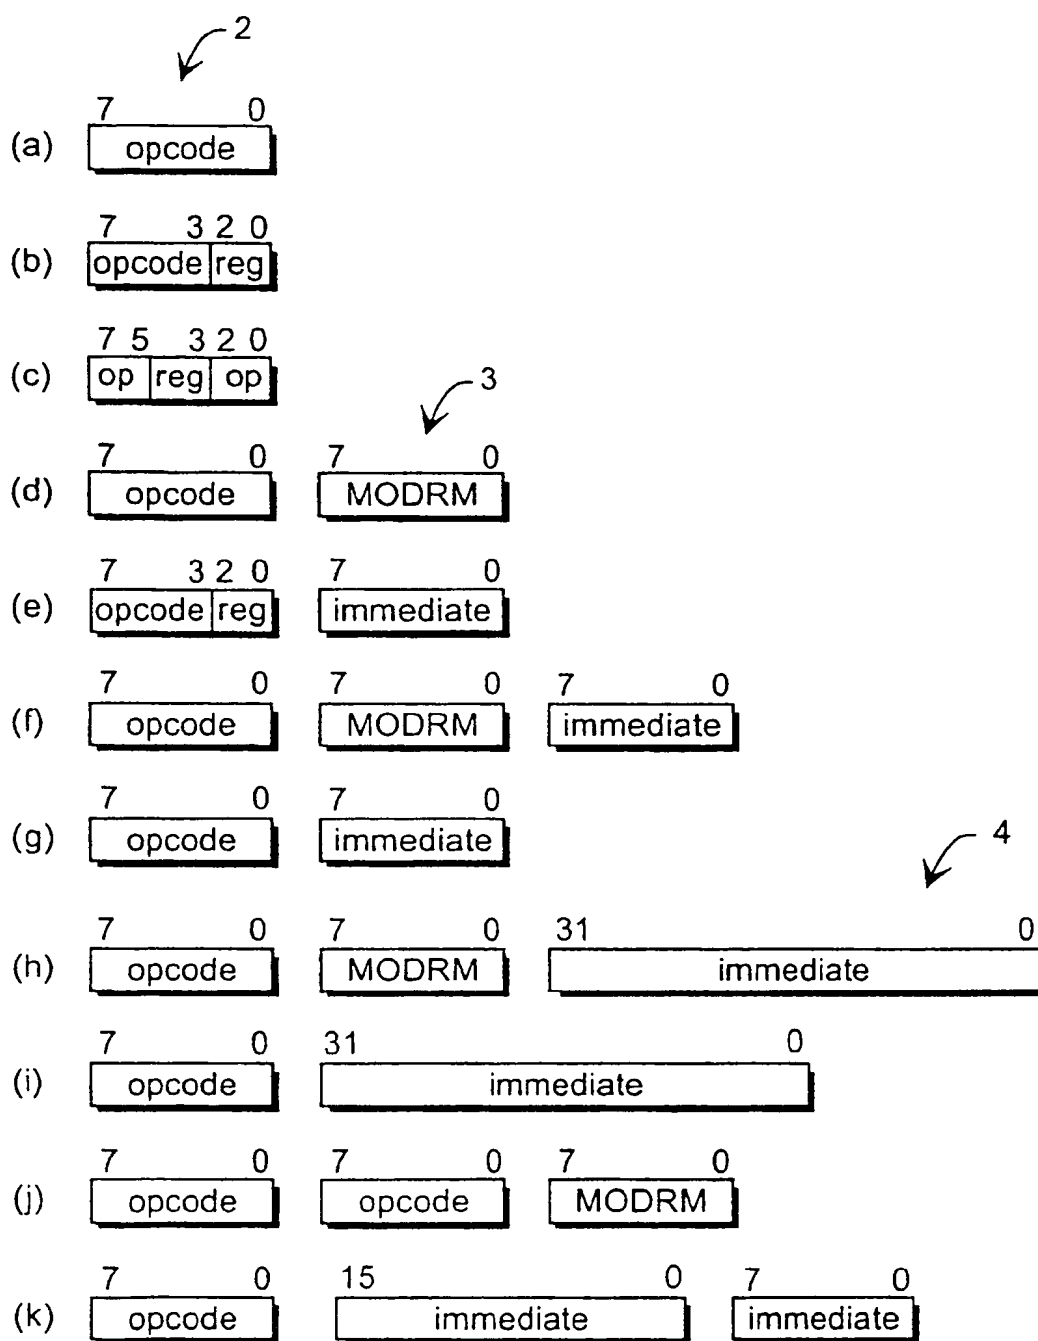 2
7 0
(a) opcode
7 3 2 0
(b) opcode reg
7 5 3 2 0
(c) op reg op
3
7 0 7 0
(d) opcode MODRM
7 3 2 0 7 0
(e) opcode reg immediate
7 0 7 0 7 0
(f) opcode MODRM immediate
7 0 7 0
(g) opcode immediate
4
7 0 7 0 31 0
(h) opcode MODRM immediate
7 0 31 0
(i) opcode immediate
7 0 7 0 7 0
(j) opcode opcode MODRM
7 0 15 0 7 0
(k) opcode immediate immediate